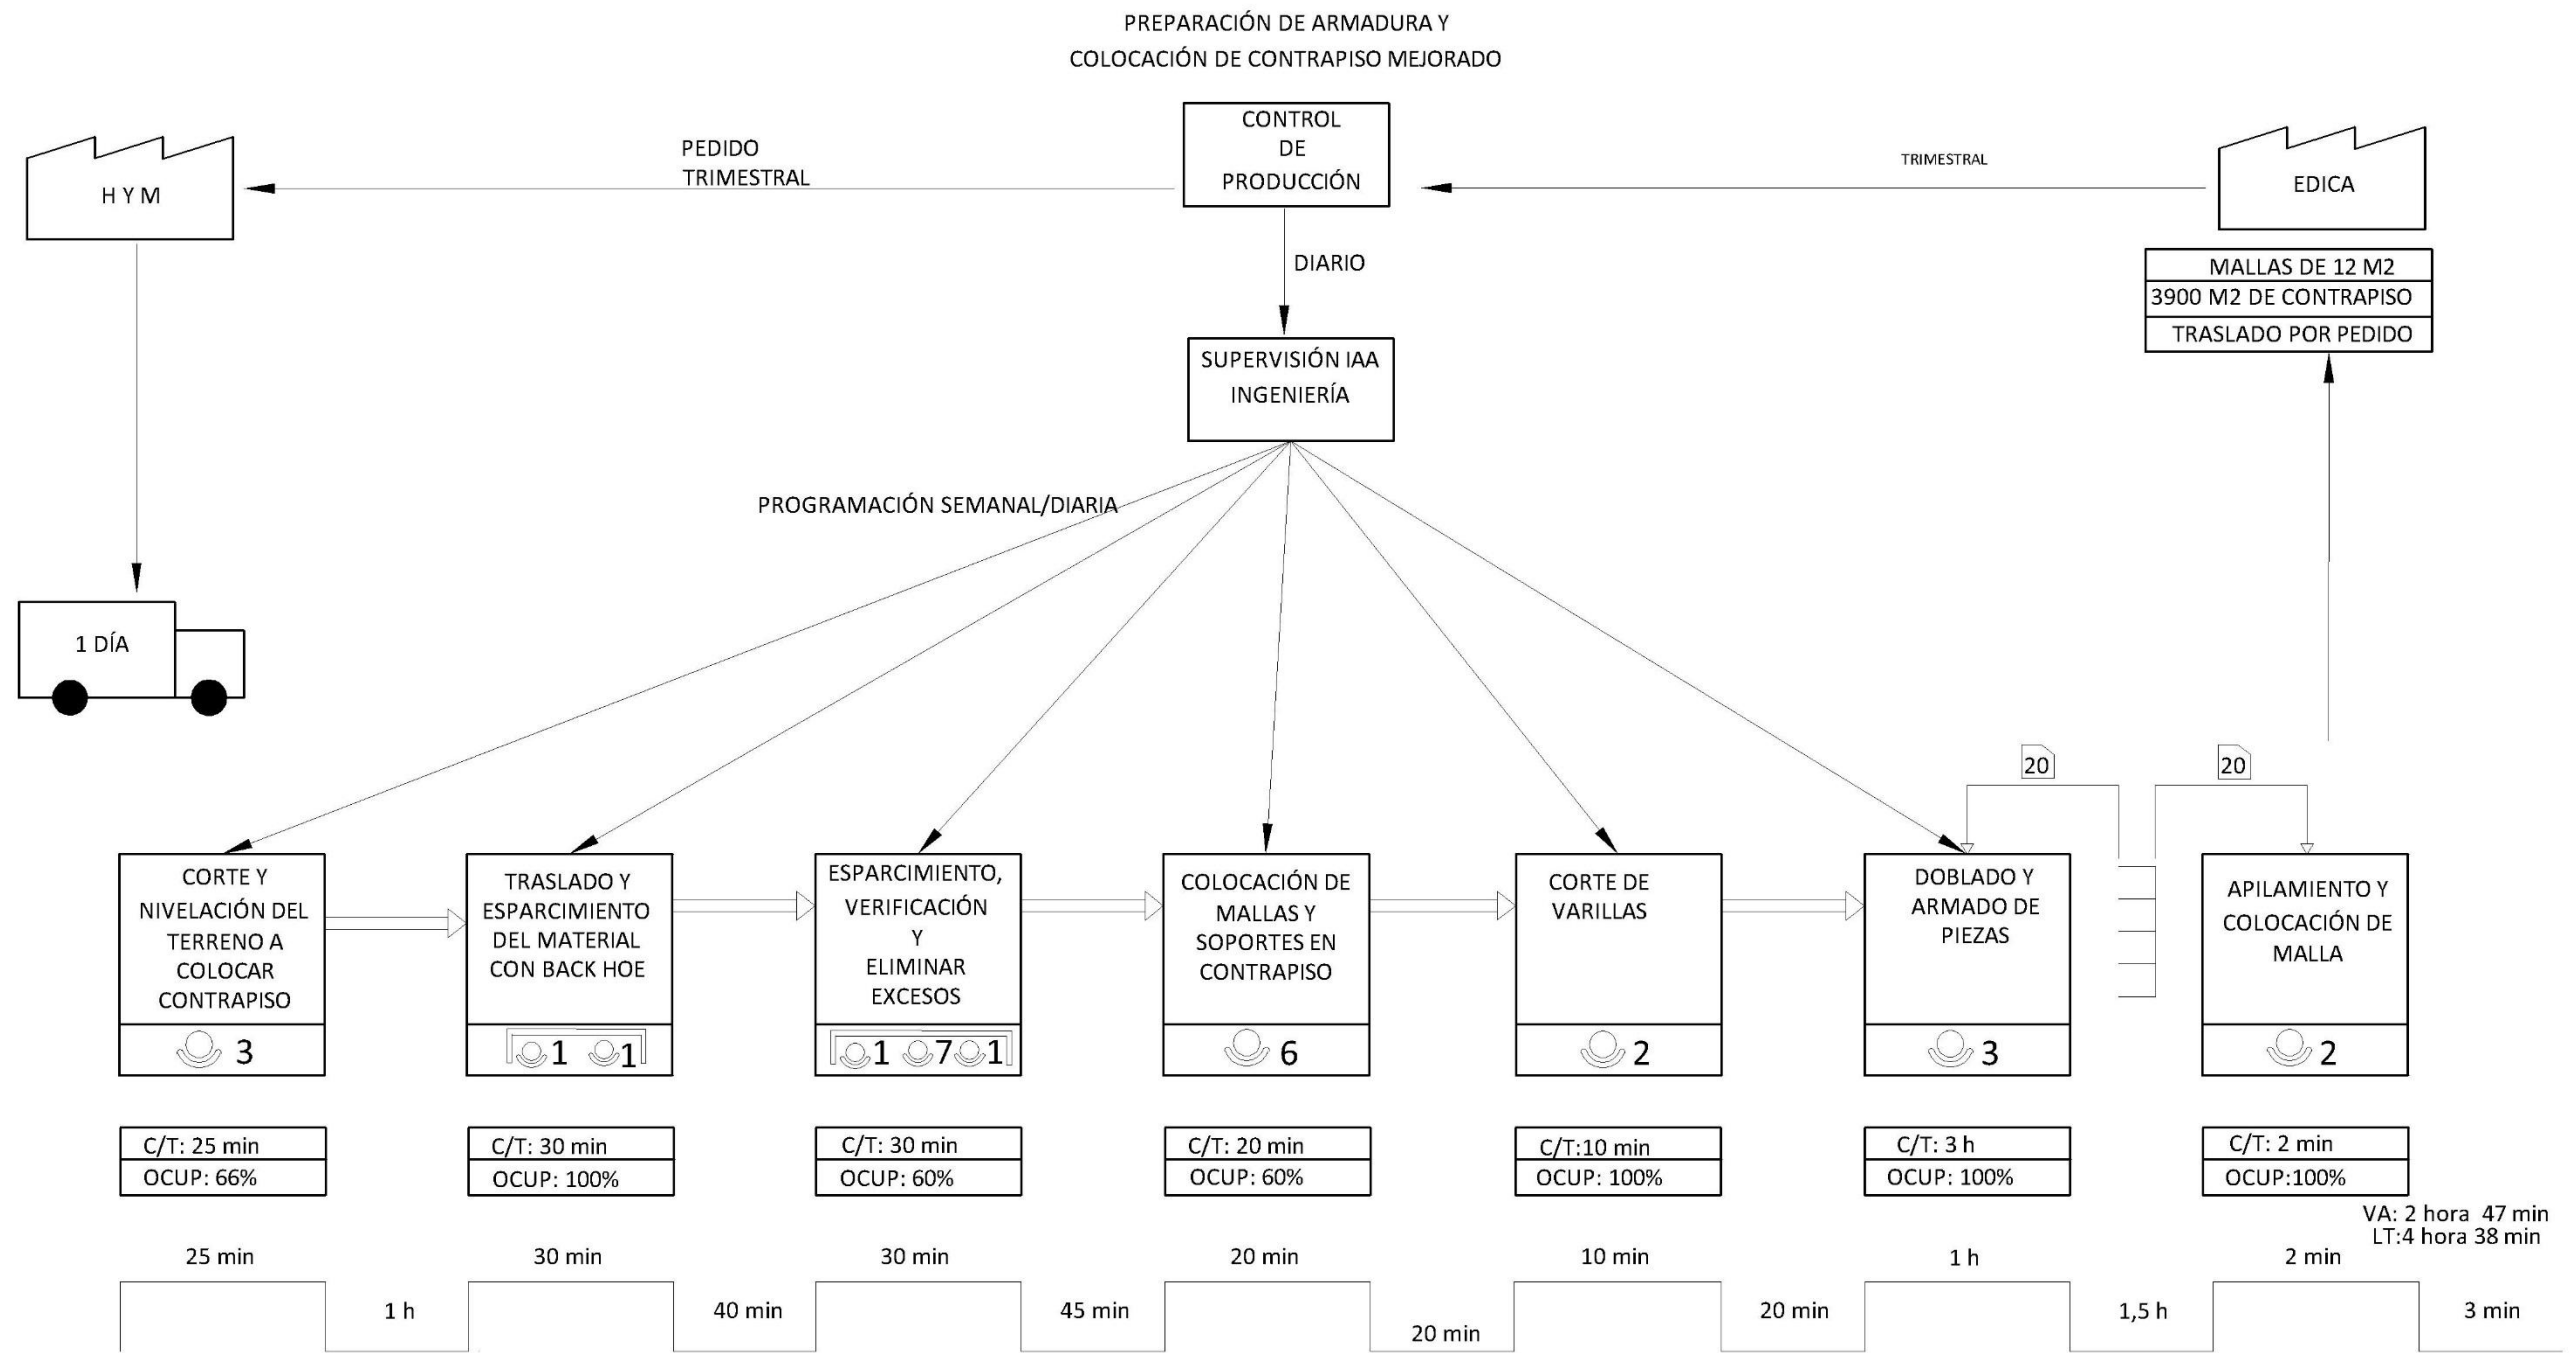 PREPARACIÓN DE ARMADURA Y
COLOCACIÓN DE CONTRAPISO MEJORADO
H Y M
PEDIDO
TRIMESTRAL
CONTROL
DE
PRODUCCIÓN
TRIMESTRAL
EDICA
MALLAS DE 12 M2
3900 M2 DE CONTRAPISO
TRASLADO POR PEDIDO
DIARIO
SUPERVISIÓN IAA
INGENIERÍA
PROGRAMACIÓN SEMANAL/DIARIA
1 DÍA
20
20
CORTE Y
NIVELACIÓN DEL
TERRENO A
COLOCAR
CONTRAPISO
3
TRASLADO Y
ESPARCIMIENTO
DEL MATERIAL
CON BACK HOE
1 1
ESPARCIMIENTO,
VERIFICACIÓN
Y
ELIMINAR
EXCESOS
1 7 1
COLOCACIÓN DE
MALLAS Y
SOPORTES EN
CONTRAPISO
6
CORTE DE
VARILLAS
2
DOBLADO Y
ARMADO DE
PIEZAS
3
APILAMIENTO Y
COLOCACIÓN DE
MALLA
2
C/T: 25 min
OCUP: 66%
C/T: 30 min
OCUP: 100%
C/T: 30 min
OCUP: 60%
C/T: 20 min
OCUP: 60%
C/T:10 min
OCUP: 100%
C/T: 3 h
OCUP: 100%
C/T: 2 min
OCUP:100%
VA: 2 hora 47 min
LT:4 hora 38 min
25 min
1 h
30 min
40 min
30 min
45 min
20 min
20 min
10 min
20 min
1 h
1,5 h
2 min
3 min